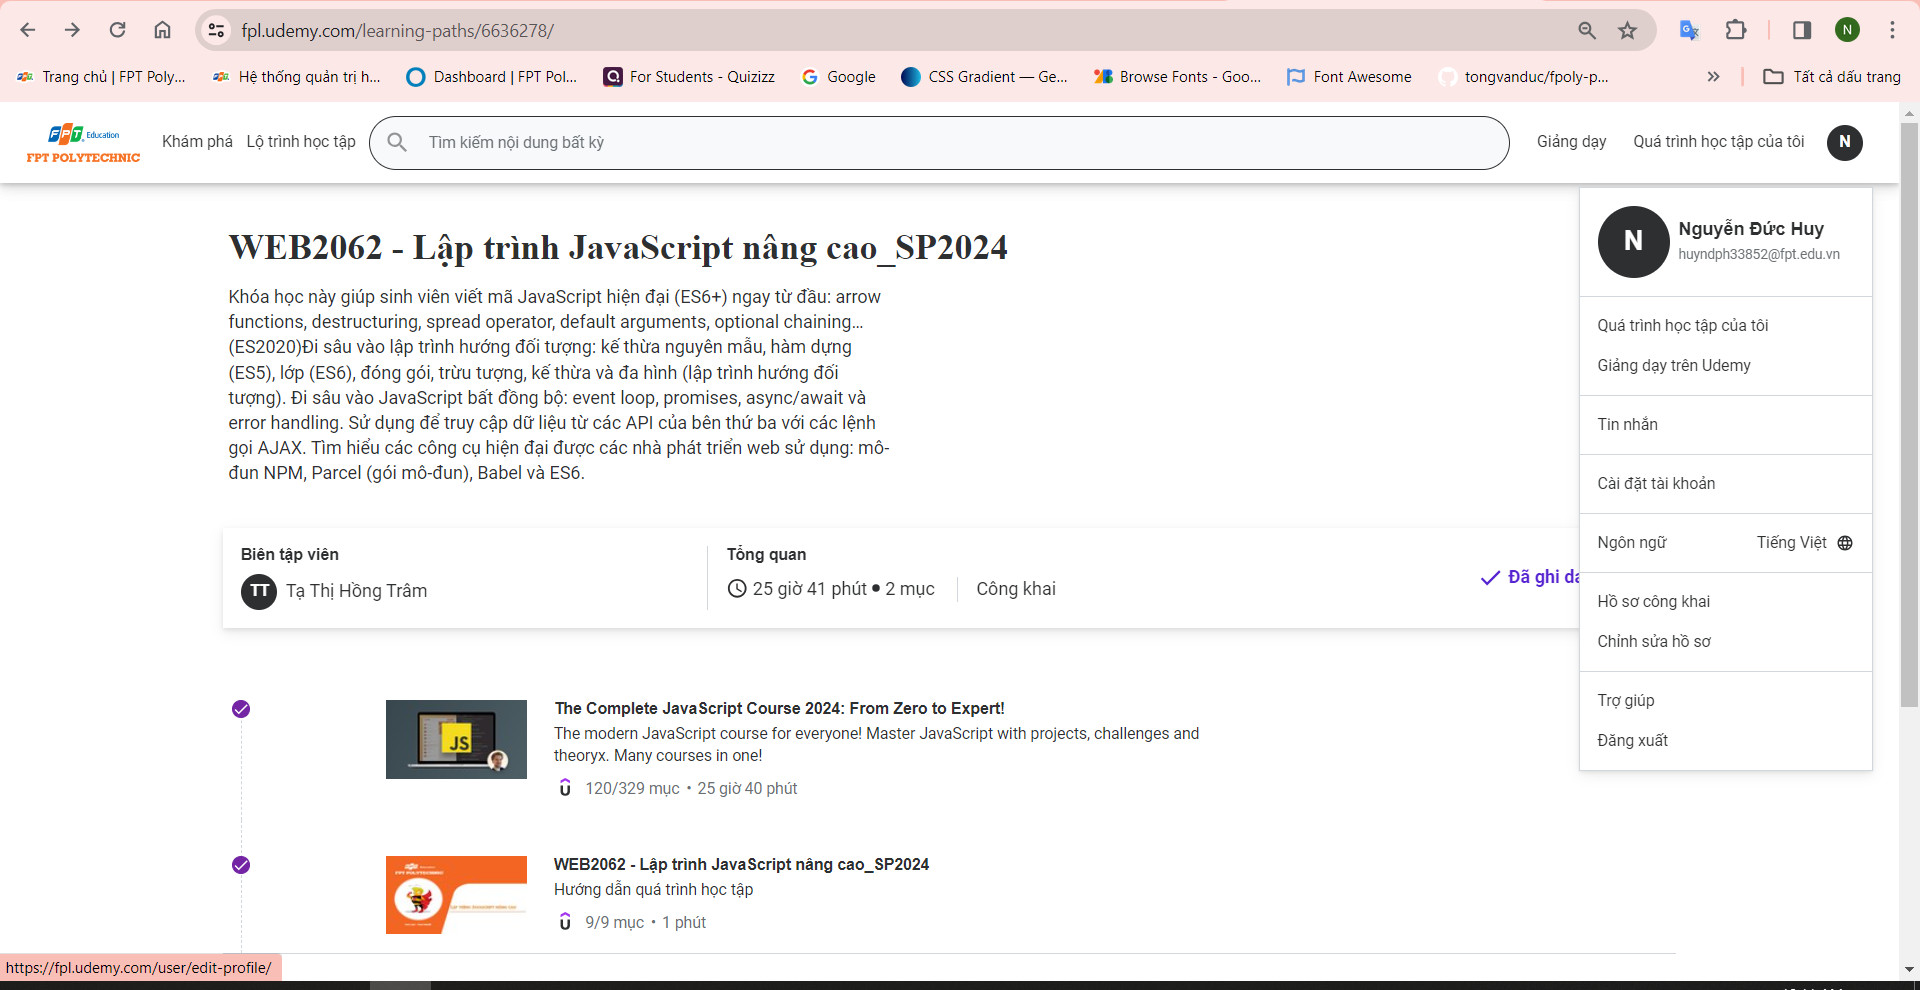 fpl.udemy.com/learning-paths/6636278/
N
Trang chủ | FPT Poly...
Hệ thống quản trị h...
Dashboard | FPT Pol...
For Students - Quizizz
Google
CSS Gradient — Ge...
Browse Fonts - Goo...
Font Awesome
tongvanduc/fpoly-p...
»
Tất cả dấu trang
FPT Education
FPT POLYTECHNIC
Khám phá
Lộ trình học tập
Tìm kiếm nội dung bất kỳ
Giảng dạy
Quá trình học tập của tôi
N
WEB2062 - Lập trình JavaScript nâng cao_SP2024
Khóa học này giúp sinh viên viết mã JavaScript hiện đại (ES6+) ngay từ đầu: arrow
functions, destructuring, spread operator, default arguments, optional chaining...
(ES2020)Đi sâu vào lập trình hướng đối tượng: kế thừa nguyên mẫu, hàm dựng
(ES5), lớp (ES6), đóng gói, trừu tượng, kế thừa và đa hình (lập trình hướng đối
tượng). Đi sâu vào JavaScript bất đồng bộ: event loop, promises, async/await và
error handling. Sử dụng để truy cập dữ liệu từ các API của bên thứ ba với các lệnh
gọi AJAX. Tìm hiểu các công cụ hiện đại được các nhà phát triển web sử dụng: mô-
đun NPM, Parcel (gói mô-đun), Babel và ES6.
Biên tập viên
TT
Tạ Thị Hồng Trâm
Tổng quan
25 giờ 41 phút • 2 mục
Công khai
Đã ghi da
The Complete JavaScript Course 2024: From Zero to Expert!
The modern JavaScript course for everyone! Master JavaScript with projects, challenges and
theoryx. Many courses in one!
120/329 mục • 25 giờ 40 phút
JS
WEB2062 - Lập trình JavaScript nâng cao_SP2024
Hướng dẫn quá trình học tập
9/9 mục • 1 phút
FPT POLYTECHNIC
N
Nguyễn Đức Huy
huyndph33852@fpt.edu.vn
Quá trình học tập của tôi
Giảng dạy trên Udemy
Tin nhắn
Cài đặt tài khoản
Ngôn ngữ
Tiếng Việt
Hồ sơ công khai
Chỉnh sửa hồ sơ
Trợ giúp
Đăng xuất
https://fpl.udemy.com/user/edit-profile/